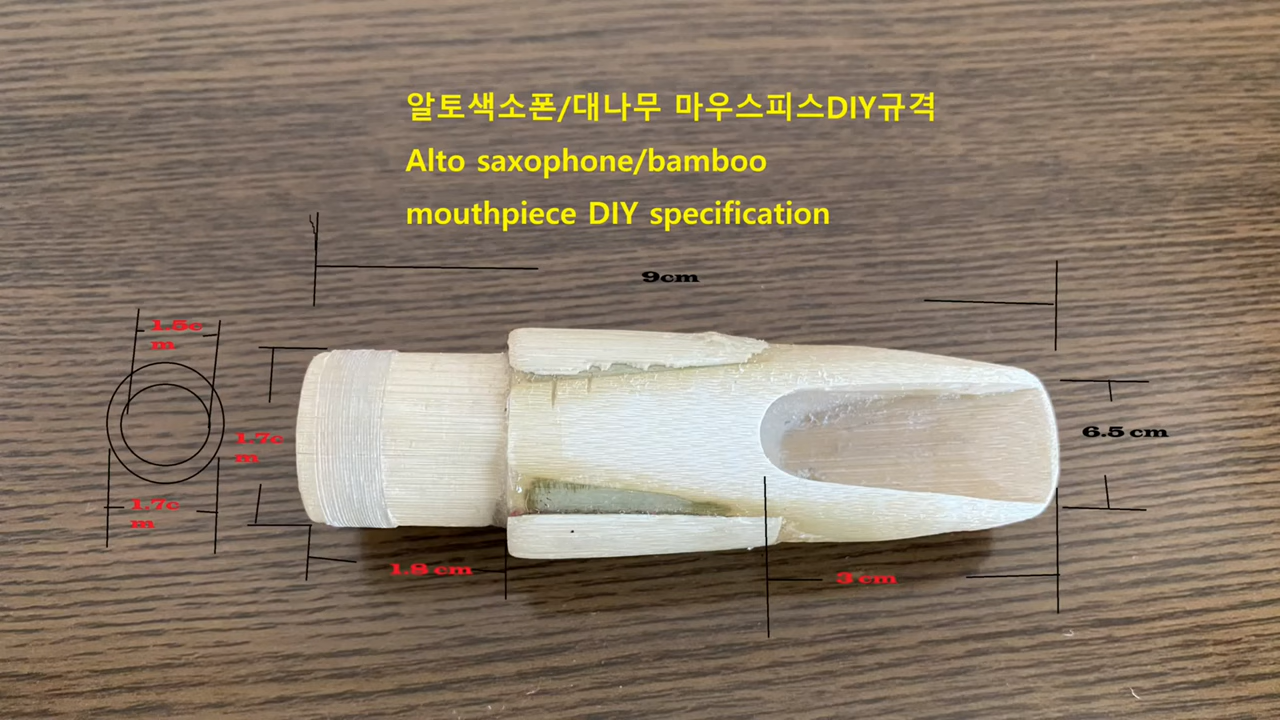 알토색소폰/대나무 마우스피스DIY규격
Alto saxophone/bamboo
mouthpiece DIY specification
9cm
1.5c
m
1.7c
m
6.5 cm
1.7c
m
1.8 cm
3 cm